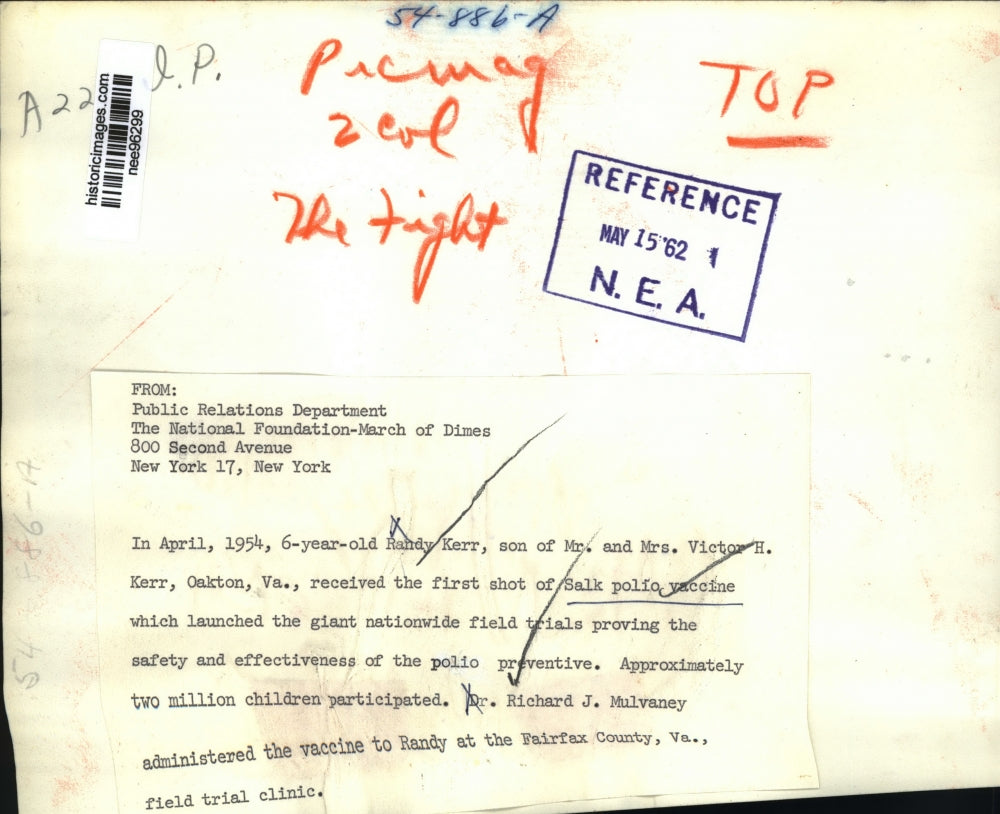 54-886-A
A22
J.P.
historicimages.com
nee96299
Picmag
2 col
The Fight
TOP
REFERENCE
MAY 15 '62
N. E. A.
FROM:
Public Relations Department
The National Foundation-March of Dimes
800 Second Avenue
New York 17, New York
In April, 1954, 6-year-old Randy Kerr, son of Mr. and Mrs. Victor H.
Kerr, Oakton, Va., received the first shot of Salk polio vaccine
which launched the giant nationwide field trials proving the
safety and effectiveness of the polio preventive. Approximately
two million children participated. Dr. Richard J. Mulvaney
administered the vaccine to Randy at the Fairfax County, Va.,
field trial clinic.